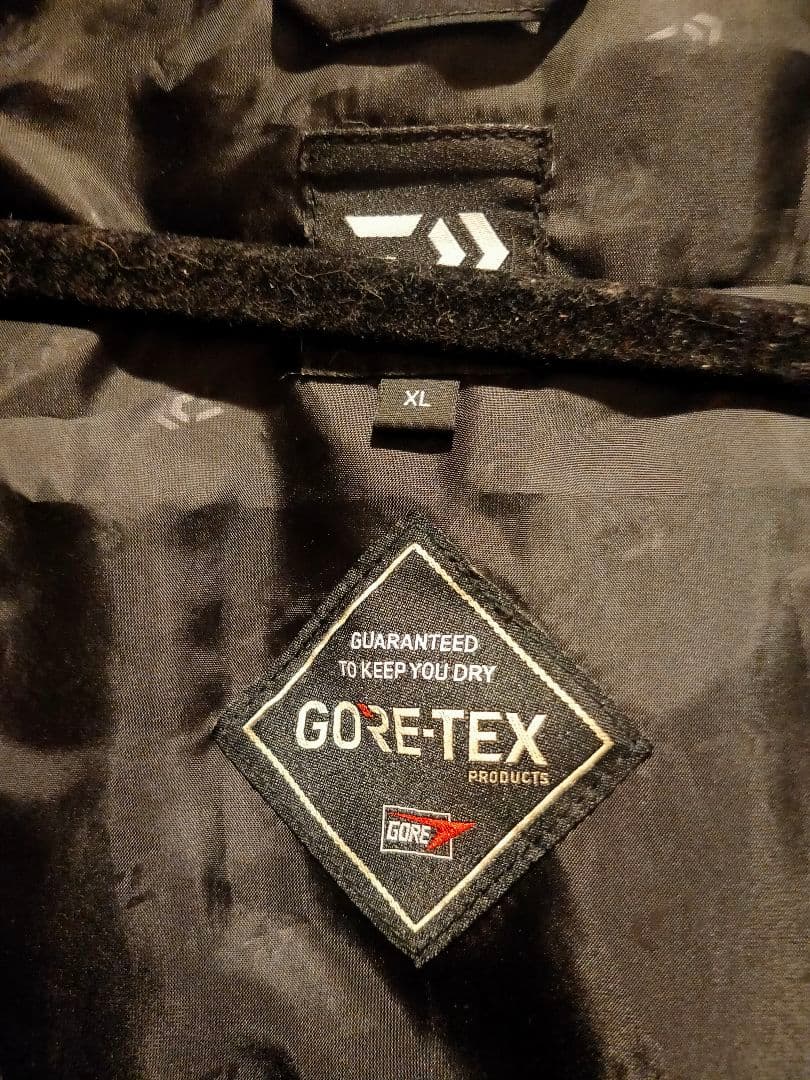 XL
GUARANTEED
TO KEEP YOU DRY
GORE-TEX
PRODUCTS
GORE